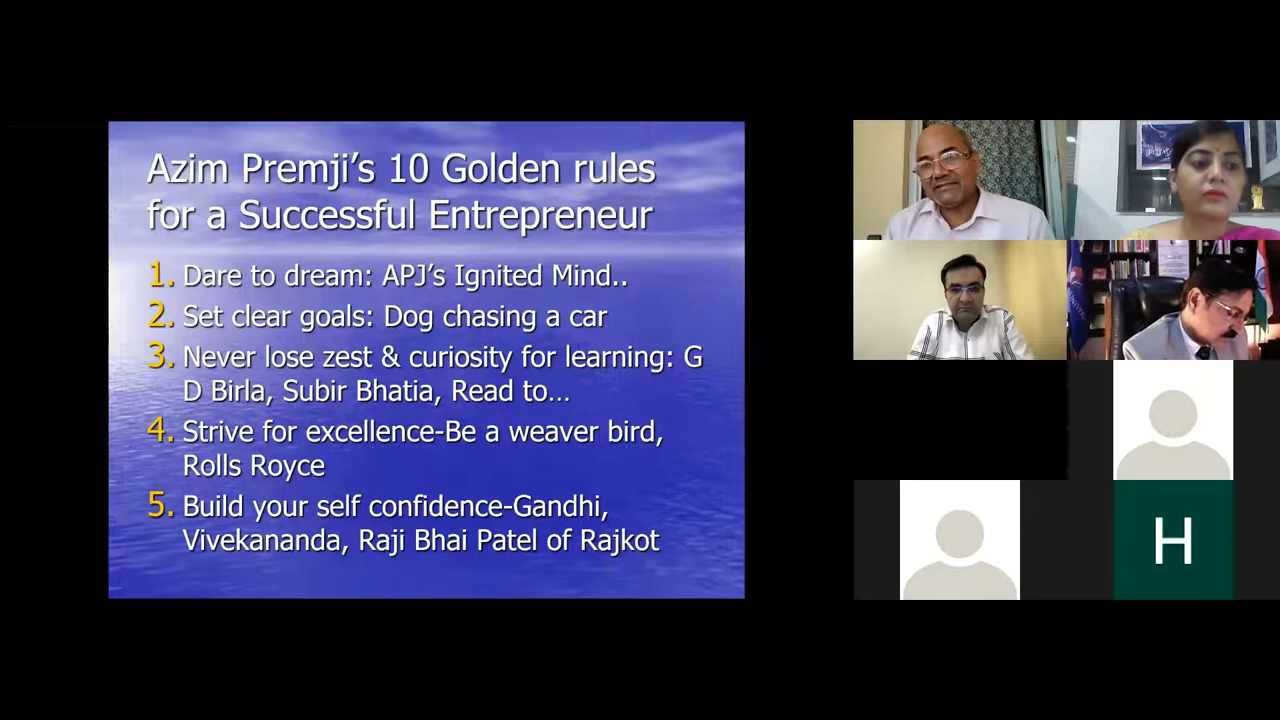 Azim Premji’s 10 Golden rules
for a Successful Entrepreneur
1. Dare to dream: APJ’s Ignited Mind..
2. Set clear goals: Dog chasing a car
3. Never lose zest & curiosity for learning: G
D Birla, Subir Bhatia, Read to…
4. Strive for excellence-Be a weaver bird,
Rolls Royce
5. Build your self confidence-Gandhi,
Vivekananda, Raji Bhai Patel of Rajkot
H